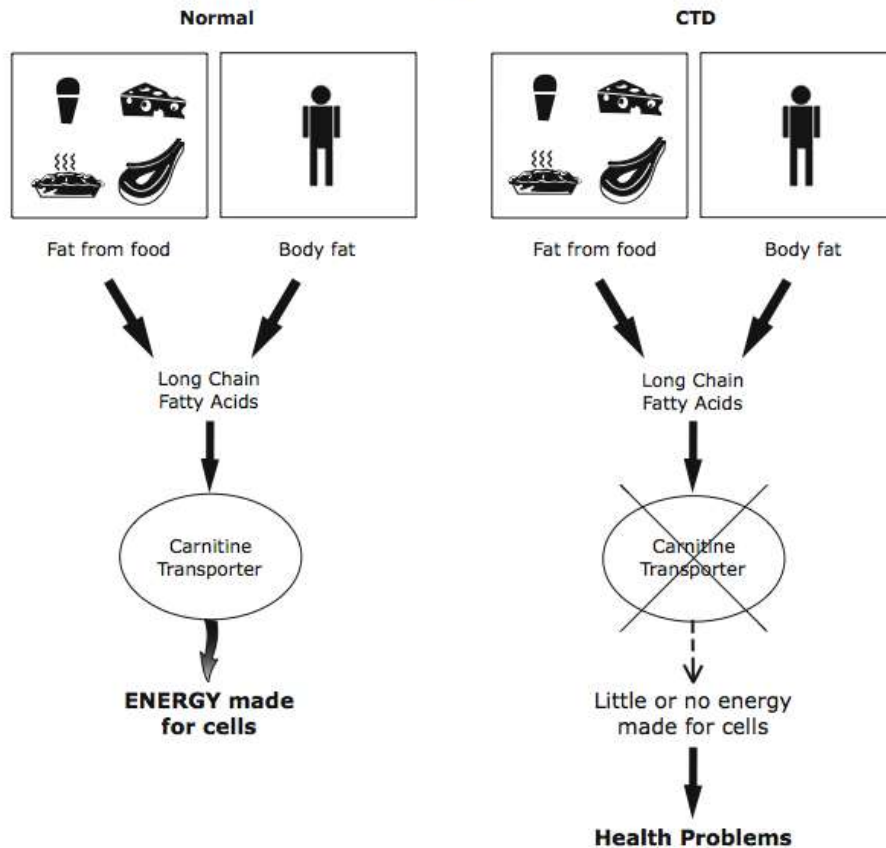 Normal
Fat from food
Body fat
Long Chain
Fatty Acids
Carnitine
Transporter
ENERGY made
for cells
CTD
Fat from food
Body fat
Long Chain
Fatty Acids
Carnitine
Transporter
Little or no energy
made for cells
Health Problems